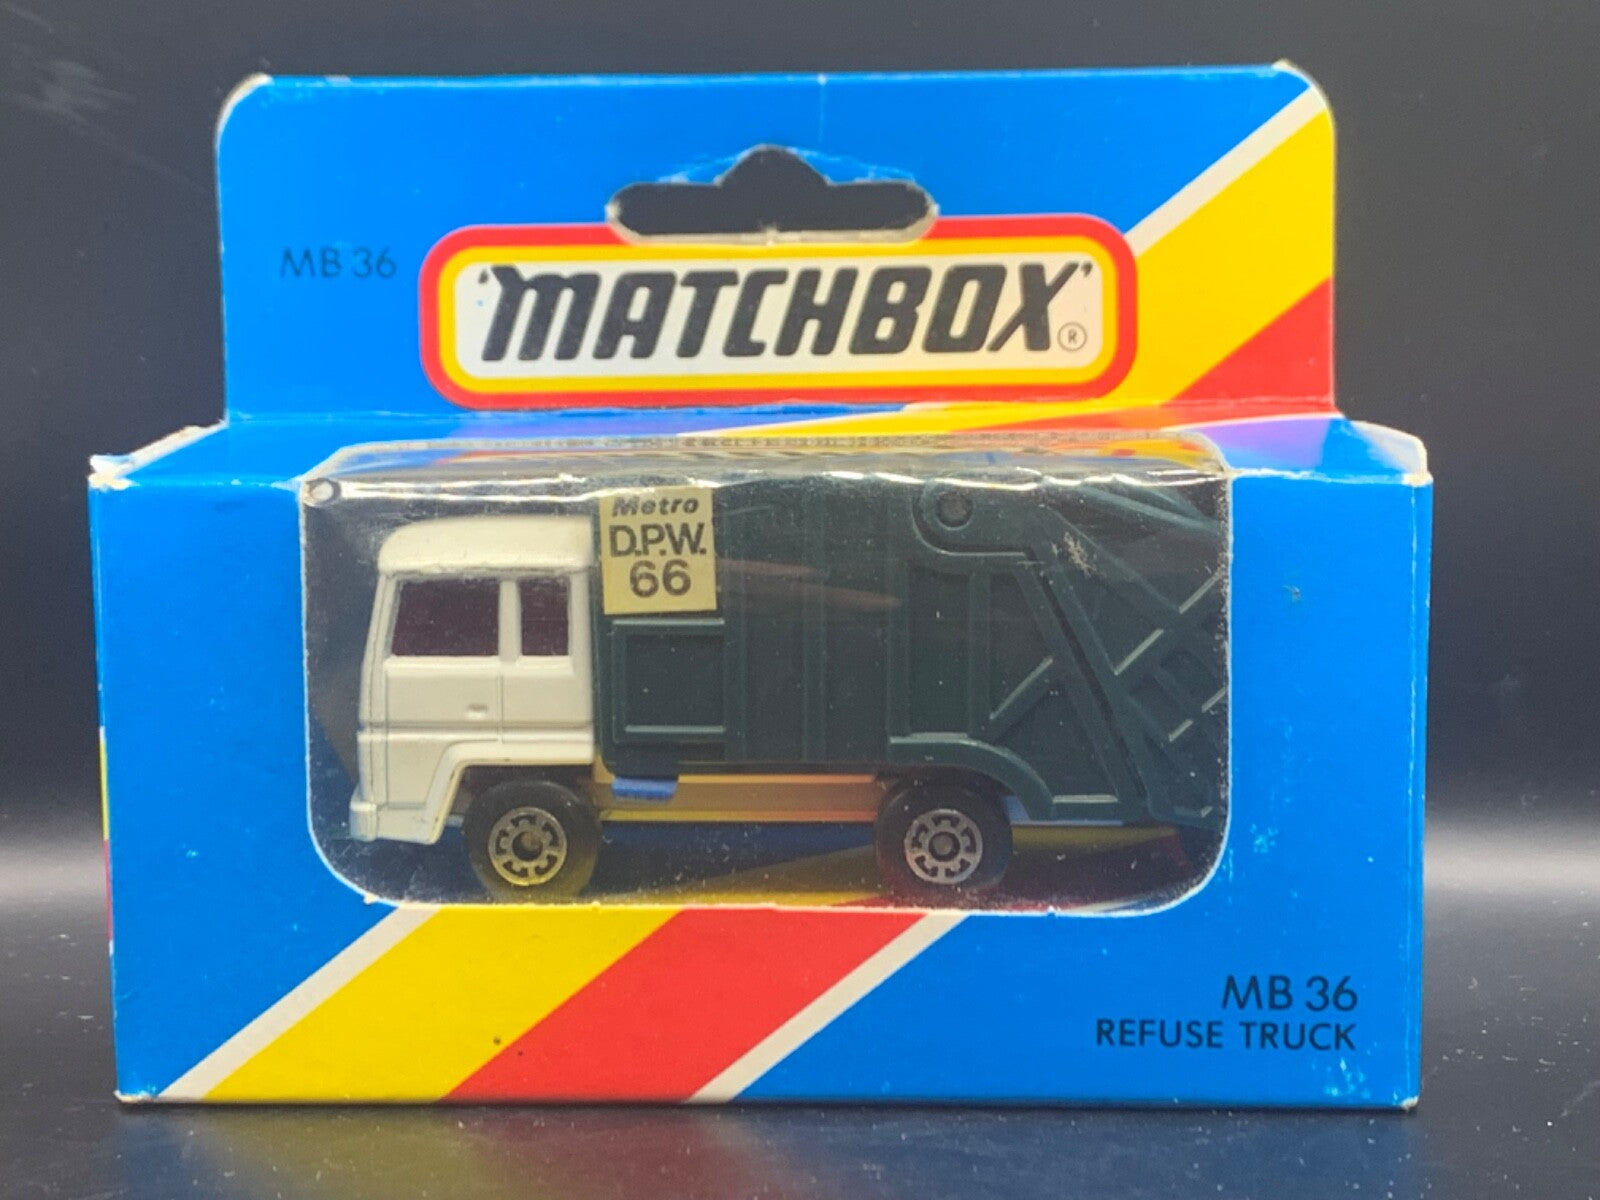 MB 36
'MATCHBOX'®
Metro
D.P.W.
66
MB 36
REFUSE TRUCK